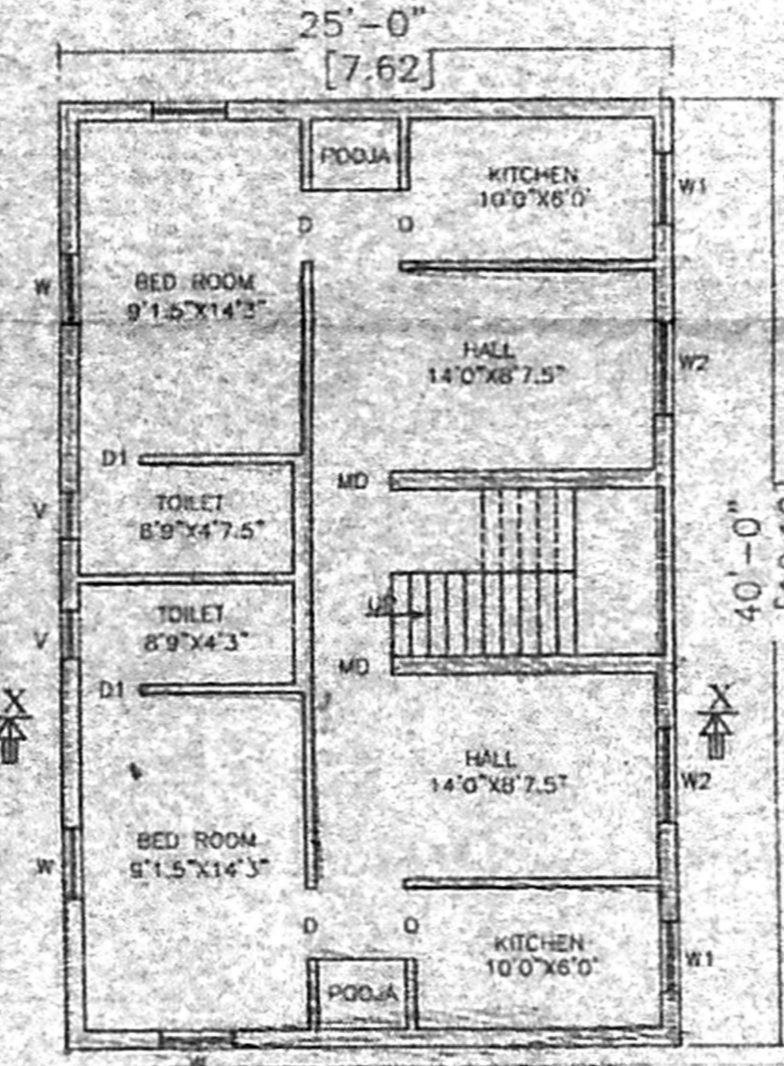 25'-0"
[7.62]
POOJA
KITCHEN
10'0"X6'0"
W1
D
O
W
BED ROOM
9'1.5"X14'3"
HALL
14'0"X8'7.5"
W2
D1
MD
V
TOILET
8'9"X4'7.5"
40'-0"
TOILET
8'9"X4'3"
UP
V
MD
D1
X
X
HALL
14'0"X8'7.5"
W2
BED ROOM
9'1.5"X14'3"
W
D
O
KITCHEN
10'0"X6'0"
W1
POOJA